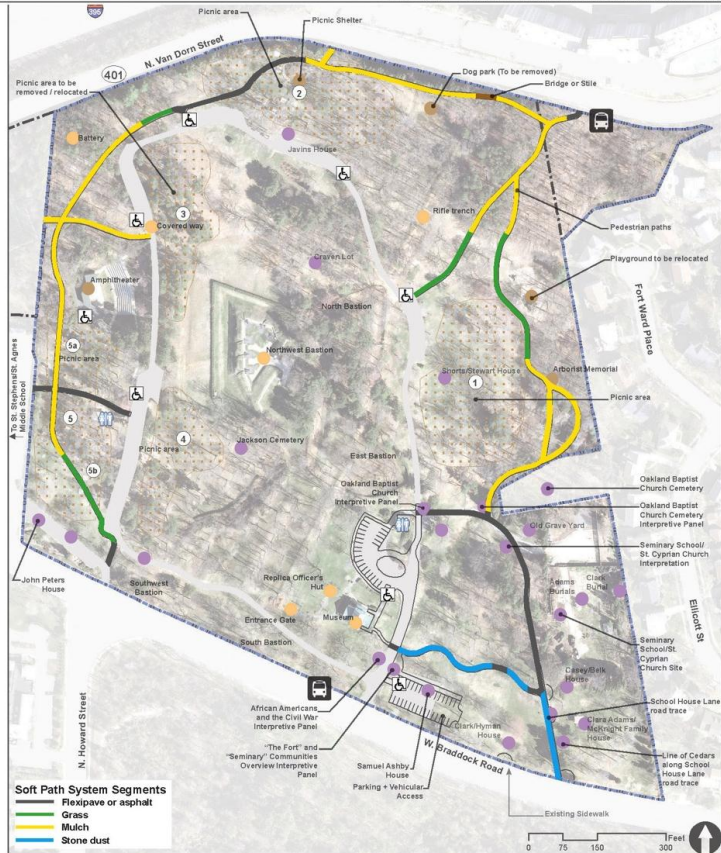 395
N. Van Dorn Street
401
Picnic area
Picnic Shelter
Picnic area to be
removed / relocated
2
Dog park (To be removed)
Bridge or Stile
Battery
Javins House
3
Covered way
Rifle trench
Pedestrian paths
Craven Lot
Playground to be relocated
Amphitheater
North Bastion
Fort Ward Place
5a
Picnic area
Northwest Bastion
Shorts/Stewart House
Arborist Memorial
1
Picnic area
To St. Stephens/St. Agnes
Middle School
5
4
Picnic area
Jackson Cemetery
East Bastion
5b
Oakland Baptist
Church
Interpretive Panel
Oakland Baptist
Church Cemetery
Oakland Baptist
Church Cemetery
Interpretive Panel
Old Grave Yard
Seminary School/
St. Cyprian Church
Interpretation
John Peters
House
Southwest
Bastion
Replica Officer's
Hut
Adams
Burials
Clark
Burial
Ellicott St
Entrance Gate
Museum
South Bastion
Seminary
School/St.
Cyprian
Church Site
Casey/Belk
House
N. Howard Street
African Americans
and the Civil War
Interpretive Panel
School House Lane
road trace
Clara Adams/
McKnight Family
House
Clark/Hyman
House
"The Fort" and
"Seminary" Communities
Overview Interpretive
Panel
Samuel Ashby
House
W. Braddock Road
Line of Cedars
along School
House Lane
road trace
Parking + Vehicular
Access
Existing Sidewalk
Soft Path System Segments
Flexipave or asphalt
Grass
Mulch
Stone dust
Feet
0 75 150 300